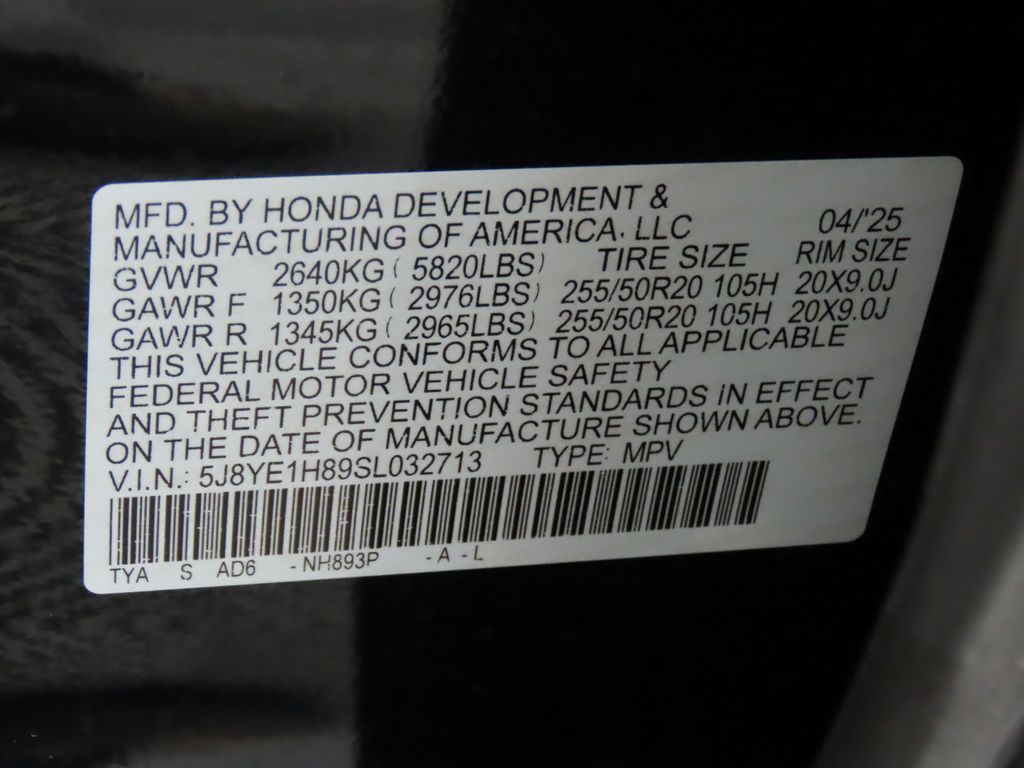 MFD. BY HONDA DEVELOPMENT &
MANUFACTURING OF AMERICA, LLC 04/'25
GVWR 2640KG ( 5820LBS) TIRE SIZE RIM SIZE
GAWR F 1350KG ( 2976LBS) 255/50R20 105H 20X9.0J
GAWR R 1345KG ( 2965LBS) 255/50R20 105H 20X9.0J
THIS VEHICLE CONFORMS TO ALL APPLICABLE
FEDERAL MOTOR VEHICLE SAFETY
AND THEFT PREVENTION STANDARDS IN EFFECT
ON THE DATE OF MANUFACTURE SHOWN ABOVE.
V.I.N.: 5J8YE1H89SL032713 TYPE: MPV
TYA S AD6 - NH893P - A - L